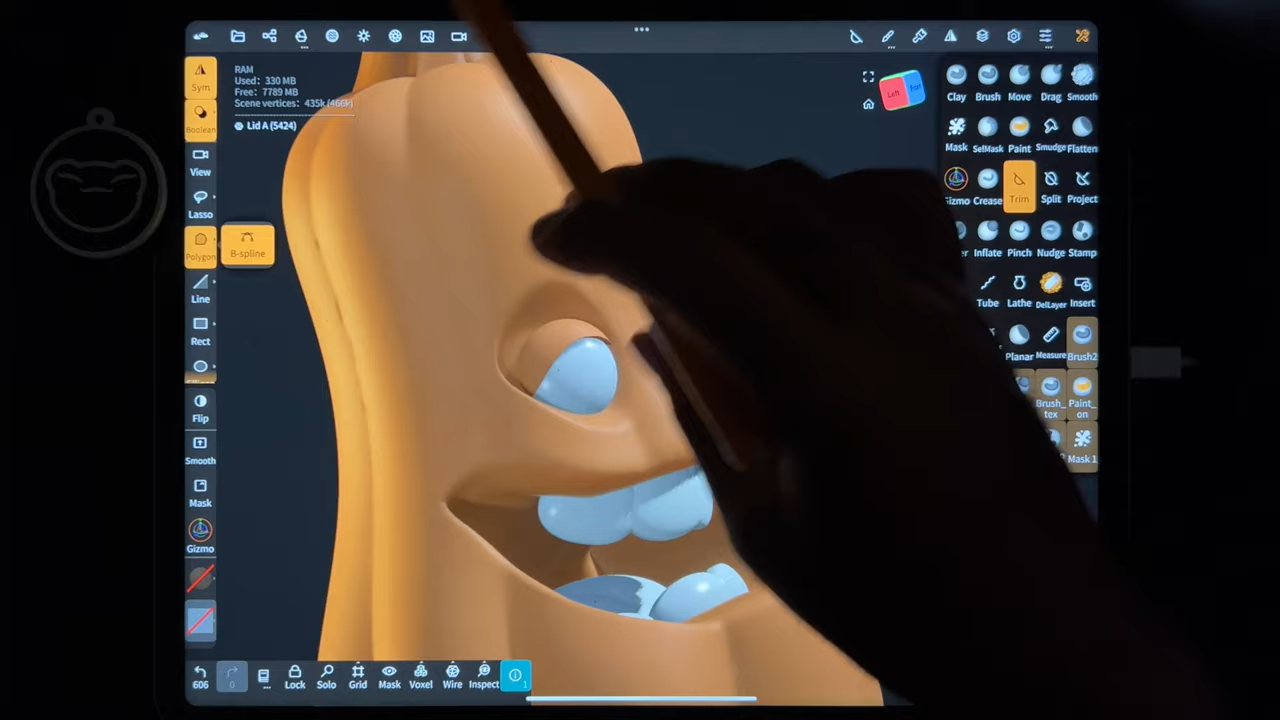 RAM
Used: 330 MB
Free: 7789 MB
Scene vertices: 435k (466k)
Lid A (5424)
Left
Sym
Boolean
View
Lasso
Polygon
B-spline
Line
Rect
Flip
Smooth
Mask
Gizmo
606
0
Lock
Solo
Grid
Mask
Voxel
Wire
Inspect
1
Clay
Brush
Move
Drag
Smooth
Mask
SelMask
Paint
Smudge
Flatten
Gizmo
Crease
Trim
Split
Project
Inflate
Pinch
Nudge
Stamp
Tube
Lathe
DelLayer
Insert
Planar
Measure
Brush2
Brush_
tex
Paint_
on
Mask 1